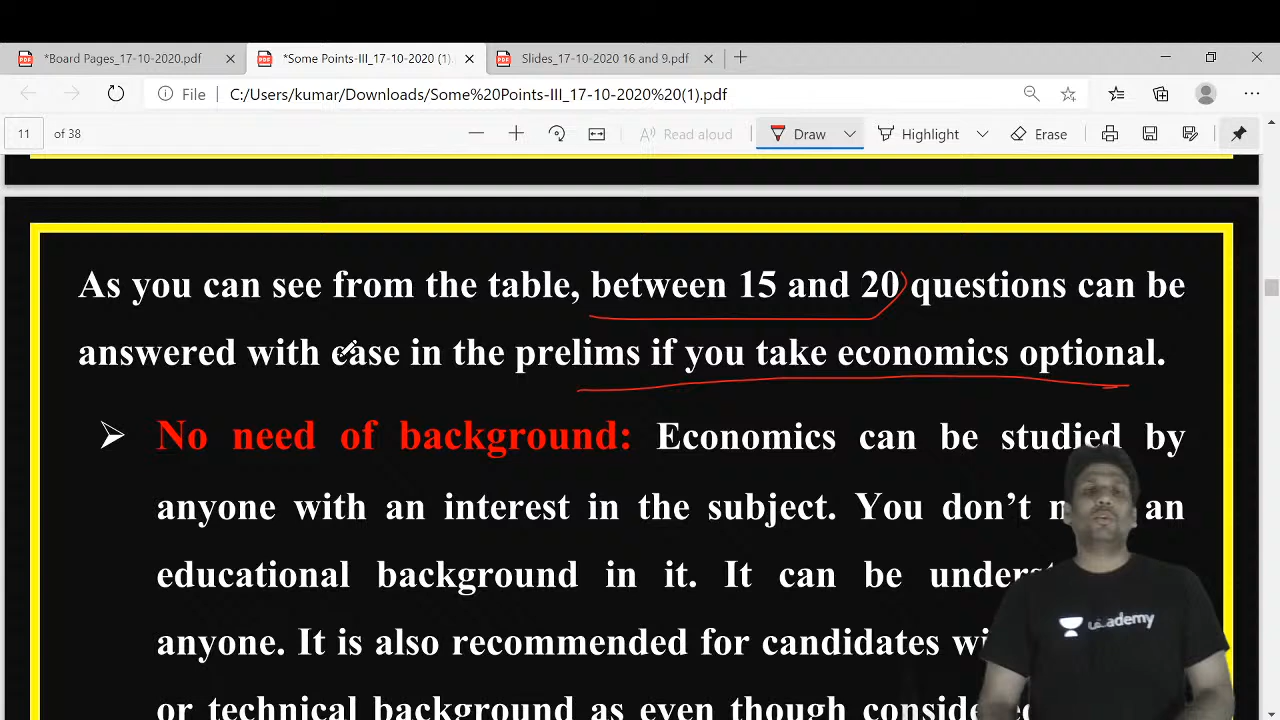 *Board Pages_17-10-2020.pdf
*Some Points-III_17-10-2020 (1).
Slides_17-10-2020 16 and 9.pdf
File C:/Users/kumar/Downloads/Some%20Points-III_17-10-2020%20(1).pdf
11 of 38
Read aloud
Draw
Highlight
Erase
As you can see from the table, between 15 and 20 questions can be
answered with case in the prelims if you take economics optional.
No need of background: Economics can be studied by
anyone with an interest in the subject. You don't an
educational background in it. It can be
anyone. It is also recommended for candidates
or technical background as even though